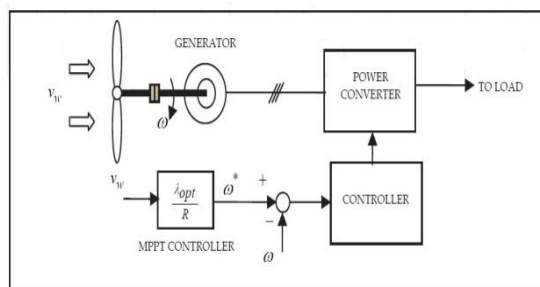 GENERATOR
POWER
CONVERTER
TO LOAD
v_w
ω
v_w
λ_opt
R
ω*
+
−
ω
CONTROLLER
MPPT CONTROLLER